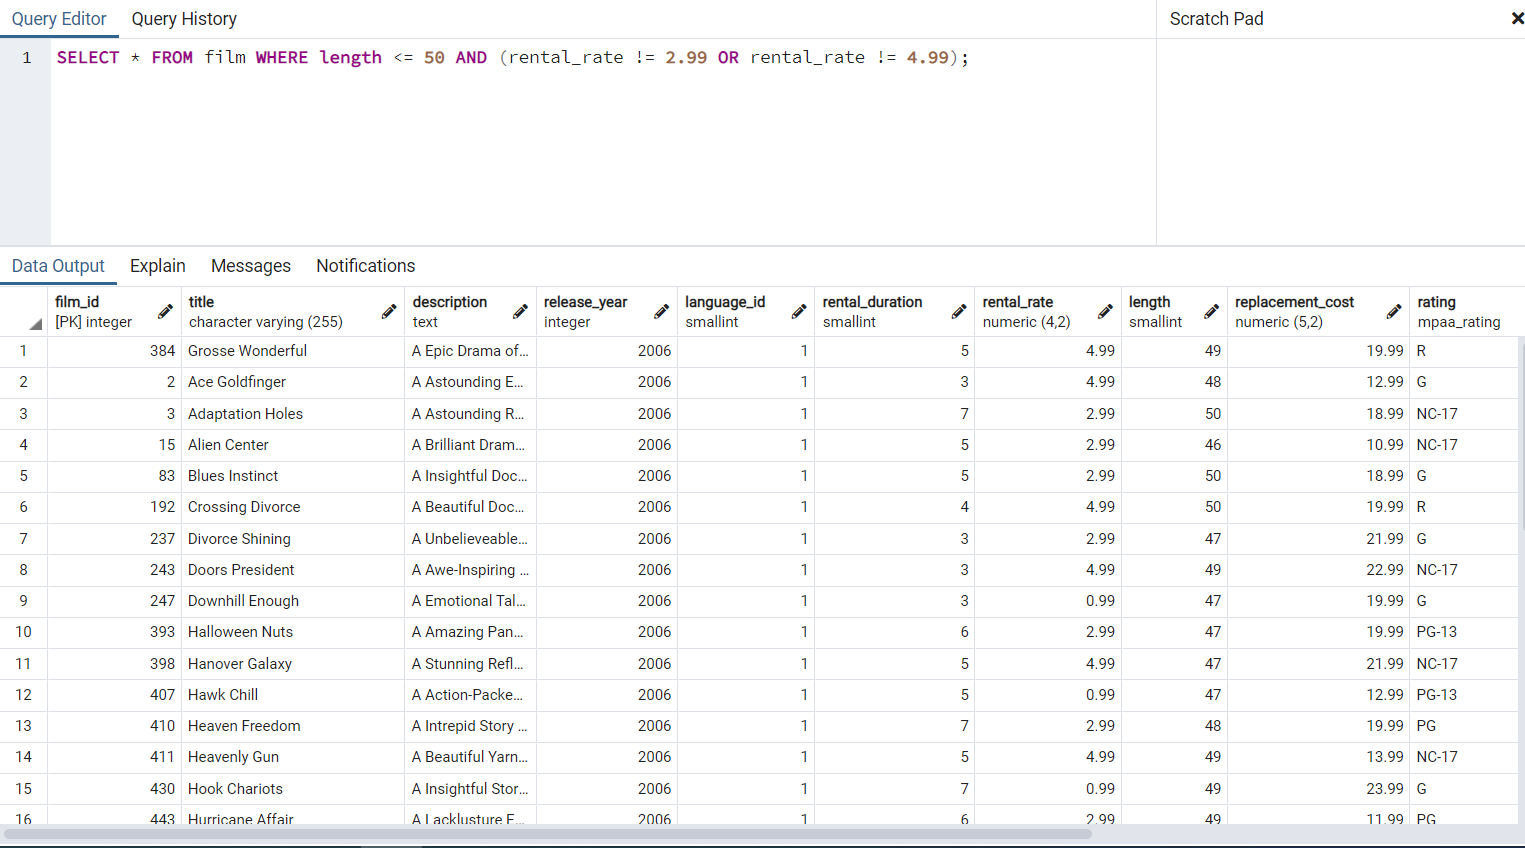 Query Editor Query History Scratch Pad
1 SELECT * FROM film WHERE length <= 50 AND (rental_rate != 2.99 OR rental_rate != 4.99);
Data Output Explain Messages Notifications
film_id title description release_year language_id rental_duration rental_rate length replacement_cost rating
[PK] integer character varying (255) text integer smallint smallint numeric (4,2) smallint numeric (5,2) mpaa_rating
1 384 Grosse Wonderful A Epic Drama of... 2006 1 5 4.99 49 19.99 R
2 2 Ace Goldfinger A Astounding E... 2006 1 3 4.99 48 12.99 G
3 3 Adaptation Holes A Astounding R... 2006 1 7 2.99 50 18.99 NC-17
4 15 Alien Center A Brilliant Dram... 2006 1 5 2.99 46 10.99 NC-17
5 83 Blues Instinct A Insightful Doc... 2006 1 5 2.99 50 18.99 G
6 192 Crossing Divorce A Beautiful Doc... 2006 1 4 4.99 50 19.99 R
7 237 Divorce Shining A Unbelieveable... 2006 1 3 2.99 47 21.99 G
8 243 Doors President A Awe-Inspiring ... 2006 1 3 4.99 49 22.99 NC-17
9 247 Downhill Enough A Emotional Tal... 2006 1 3 0.99 47 19.99 G
10 393 Halloween Nuts A Amazing Pan... 2006 1 6 2.99 47 19.99 PG-13
11 398 Hanover Galaxy A Stunning Refl... 2006 1 5 4.99 47 21.99 NC-17
12 407 Hawk Chill A Action-Packe... 2006 1 5 0.99 47 12.99 PG-13
13 410 Heaven Freedom A Intrepid Story ... 2006 1 7 2.99 48 19.99 PG
14 411 Heavenly Gun A Beautiful Yarn... 2006 1 5 4.99 49 13.99 NC-17
15 430 Hook Chariots A Insightful Stor... 2006 1 7 0.99 49 23.99 G
16 443 Hurricane Affair A Lacklusture E... 2006 1 6 2.99 49 11.99 PG